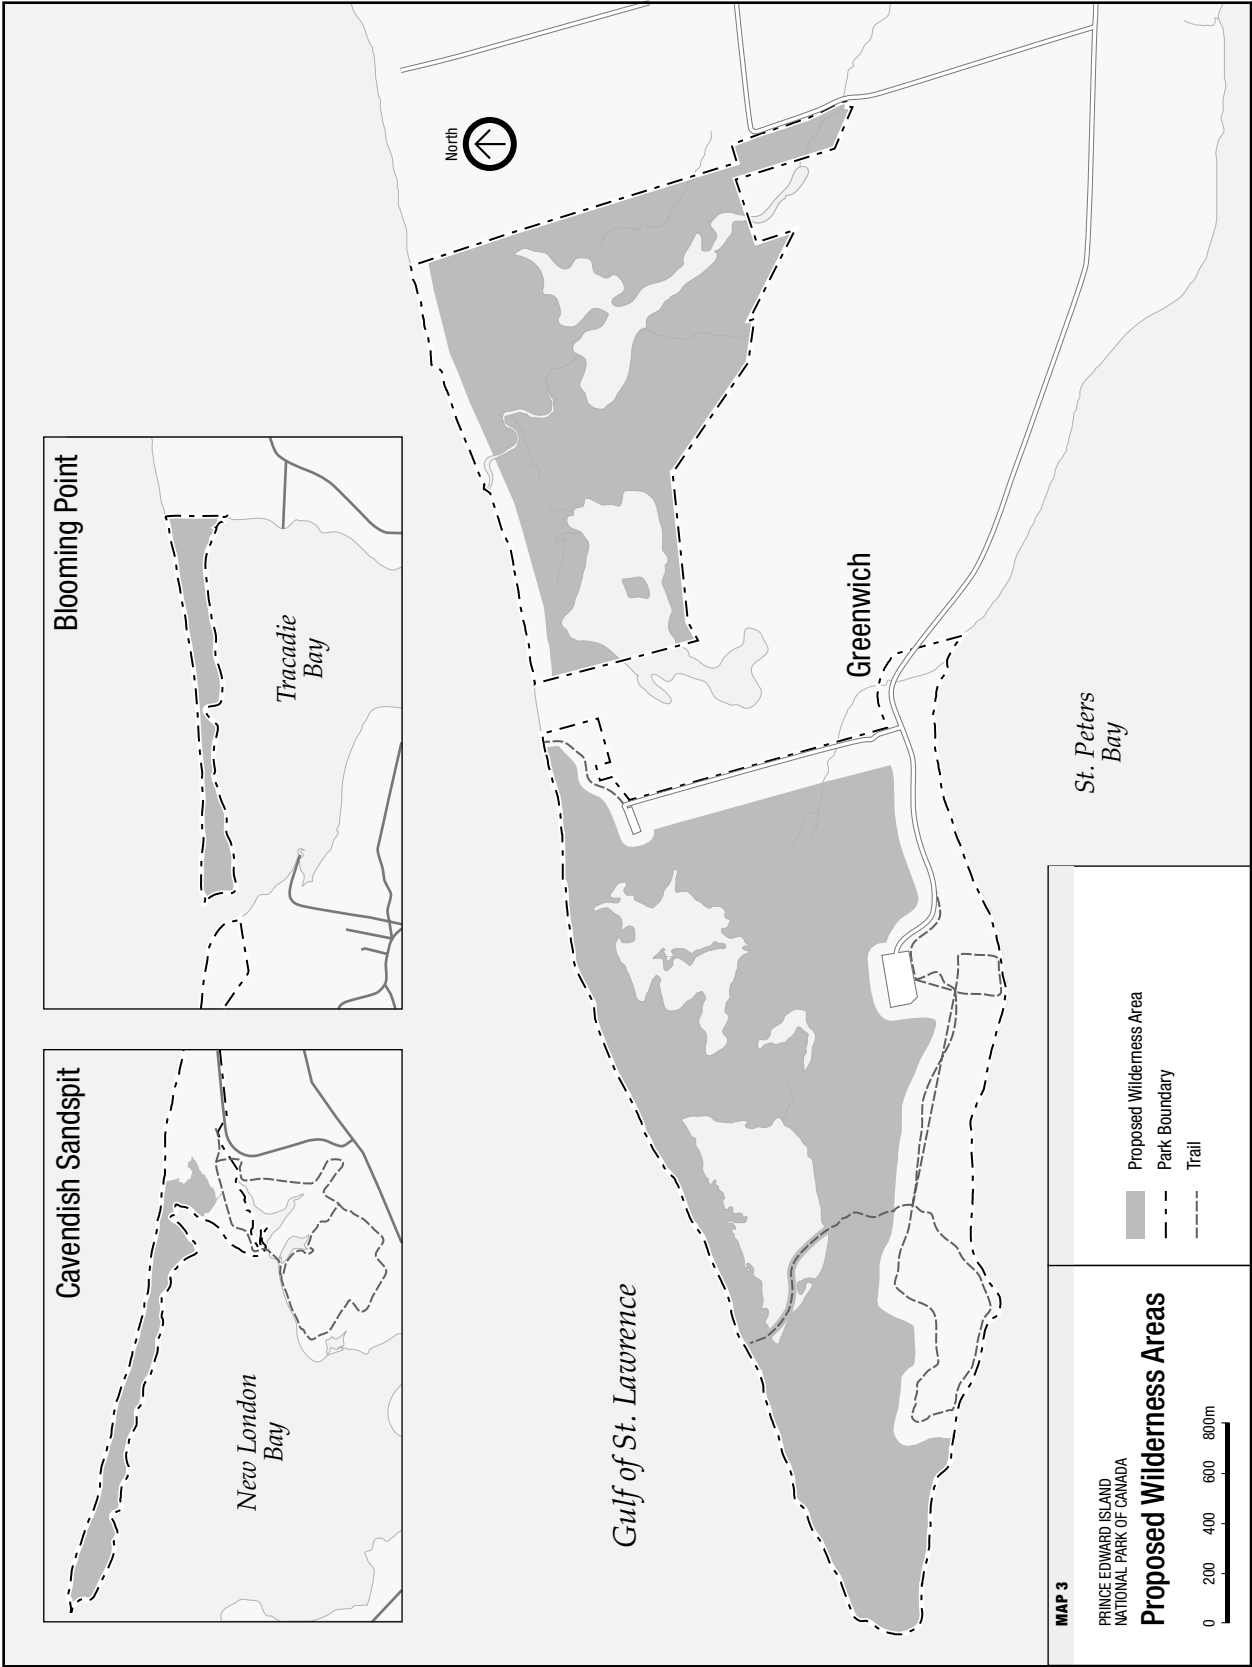 Cavendish Sandspit
New London
Bay
Blooming Point
Tracadie
Bay
North
Gulf of St. Lawrence
Greenwich
St. Peters
Bay
MAP 3
PRINCE EDWARD ISLAND
NATIONAL PARK OF CANADA
Proposed Wilderness Areas
0 200 400 600 800m
Proposed Wilderness Area
Park Boundary
Trail